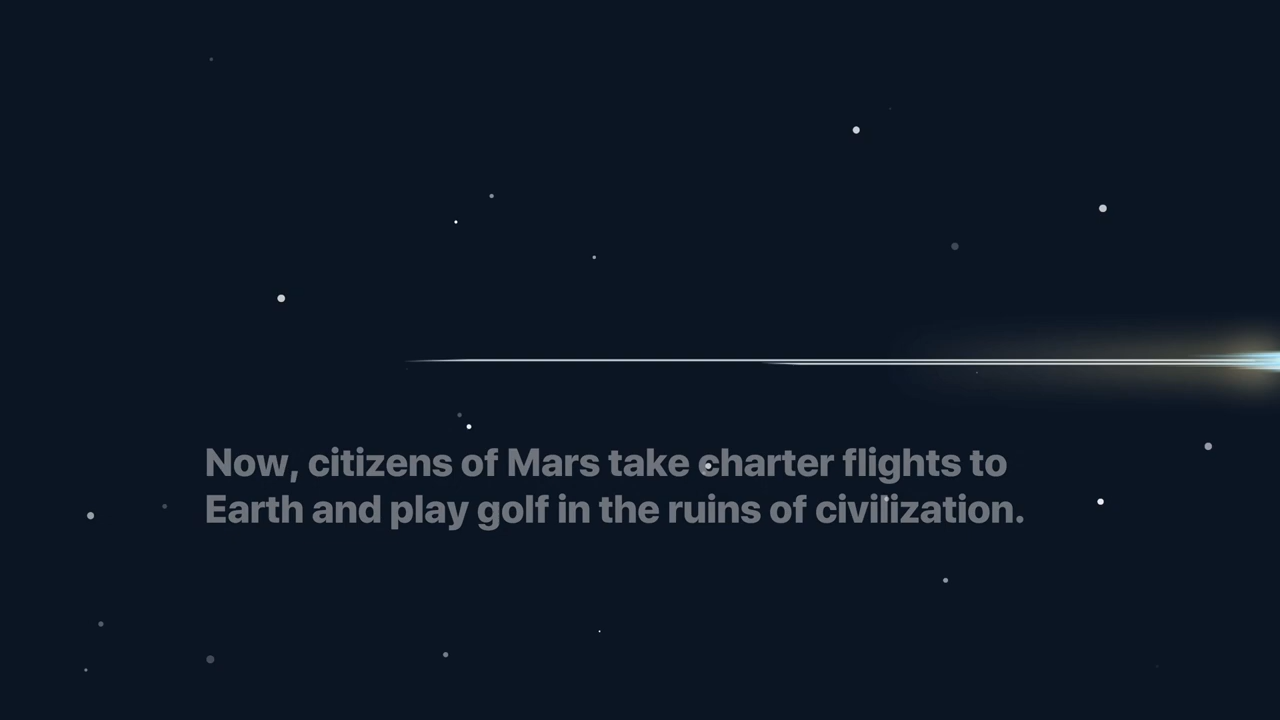 Now, citizens of Mars take charter flights to
Earth and play golf in the ruins of civilization.